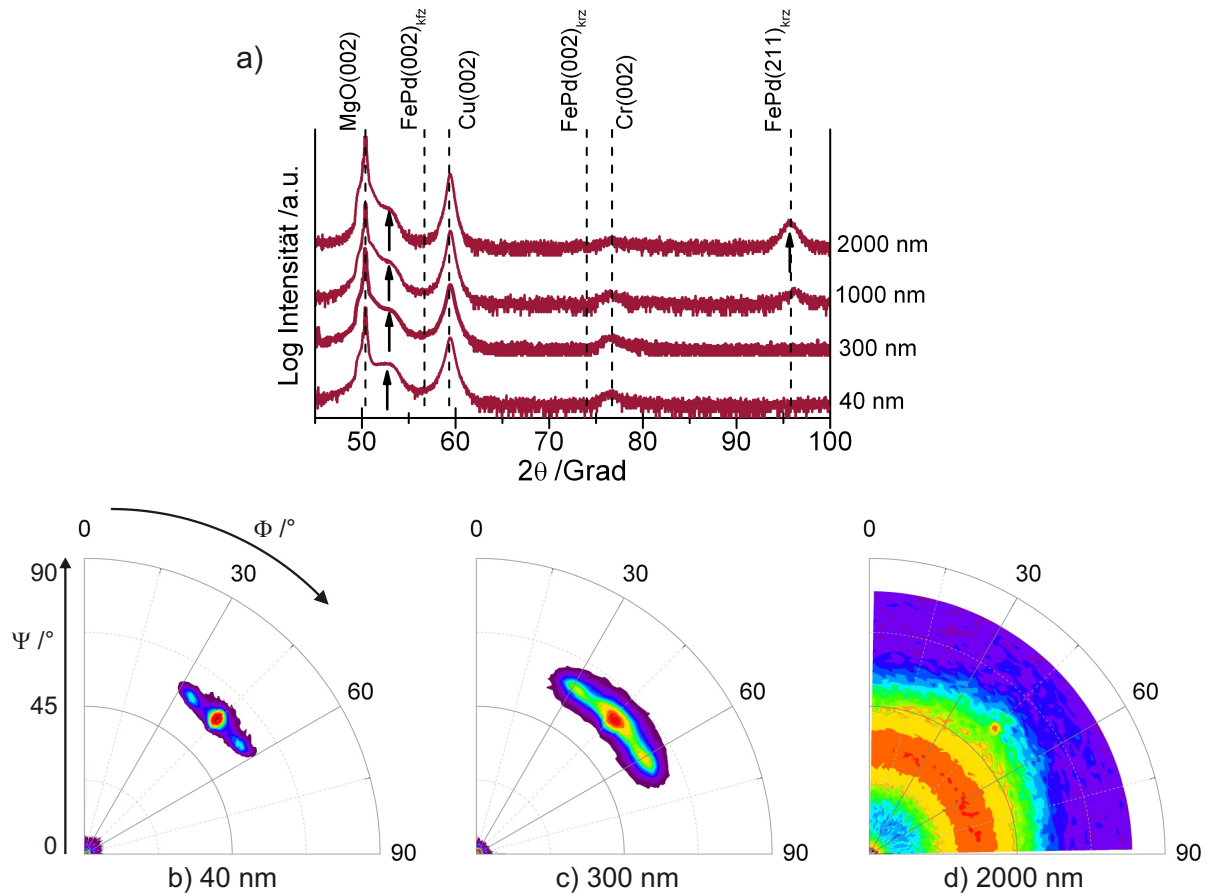 a)
MgO(002)
FePd(002)kfz
Cu(002)
FePd(002)krz
Cr(002)
FePd(211)krz
Log Intensität /a.u.
2000 nm
1000 nm
300 nm
40 nm
50 60 70 80 90 100
2θ /Grad
0 Φ /° 30 60 90
90 Ψ /° 45 0
b) 40 nm
0 30 60 90
c) 300 nm
0 30 60 90
d) 2000 nm